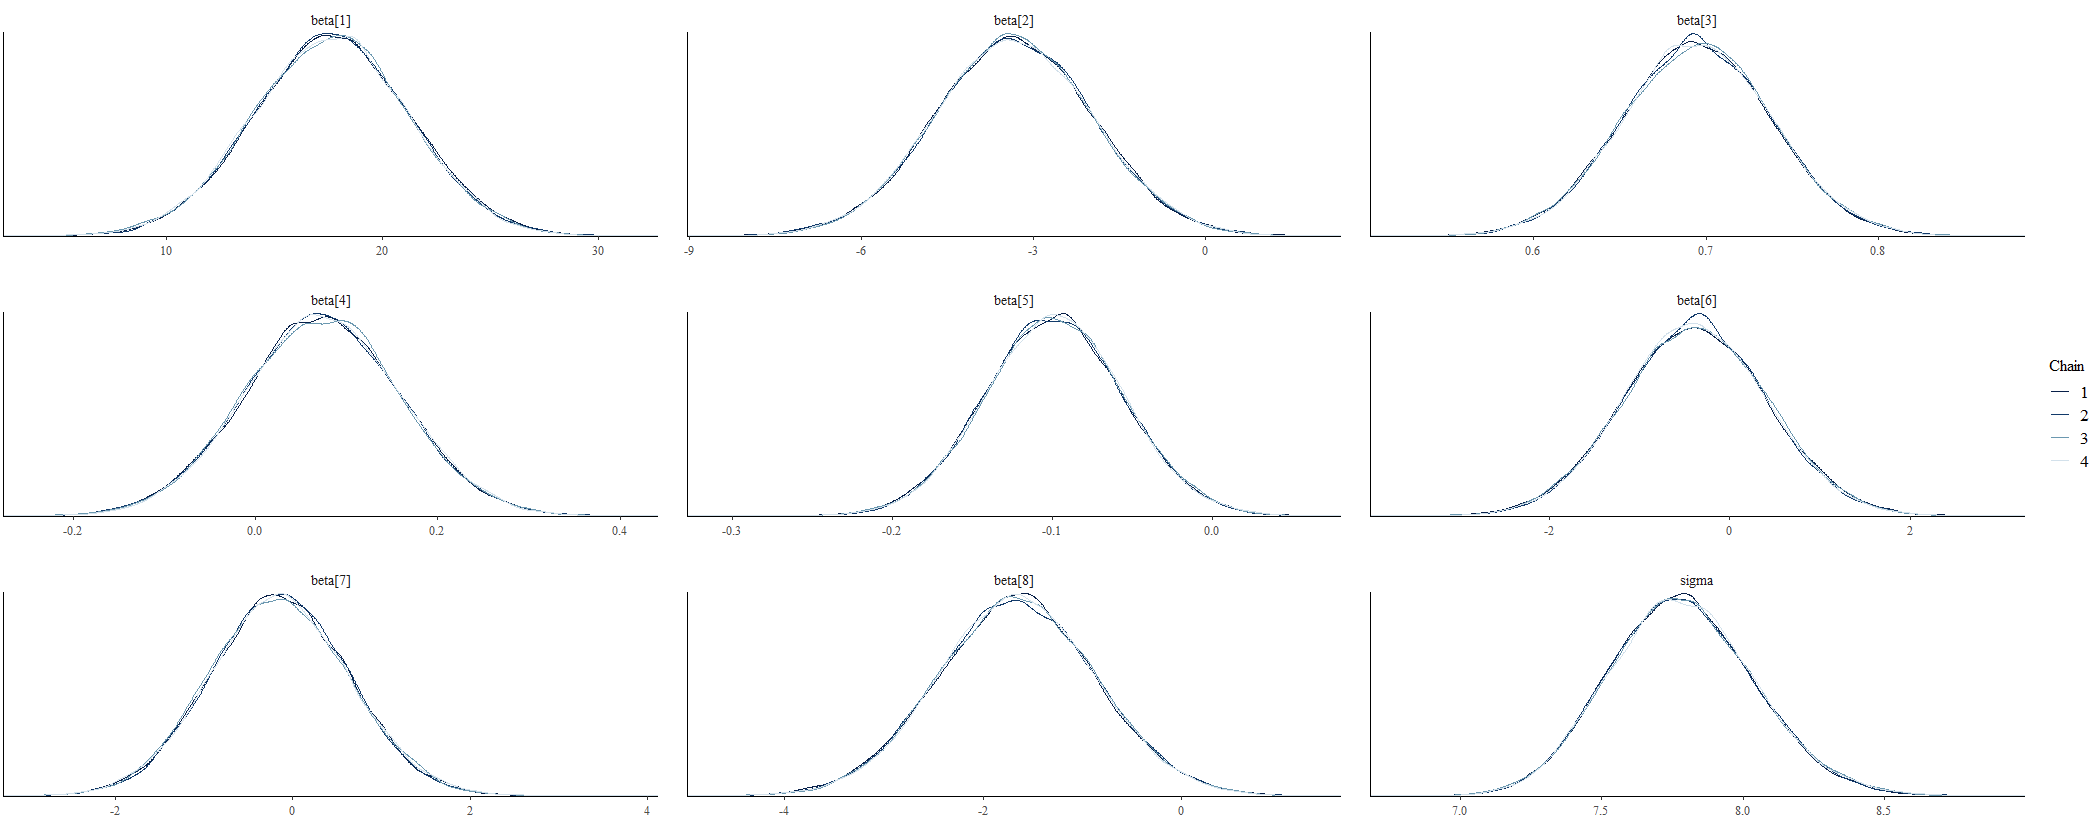 beta[1] beta[2] beta[3]
10 20 30 -9 -6 -3 0 0.6 0.7 0.8
beta[4] beta[5] beta[6]
-0.2 0.0 0.2 0.4 -0.3 -0.2 -0.1 0.0 -2 0 2
Chain
1
2
3
4
beta[7] beta[8] sigma
-2 0 2 4 -4 -2 0 7.0 7.5 8.0 8.5